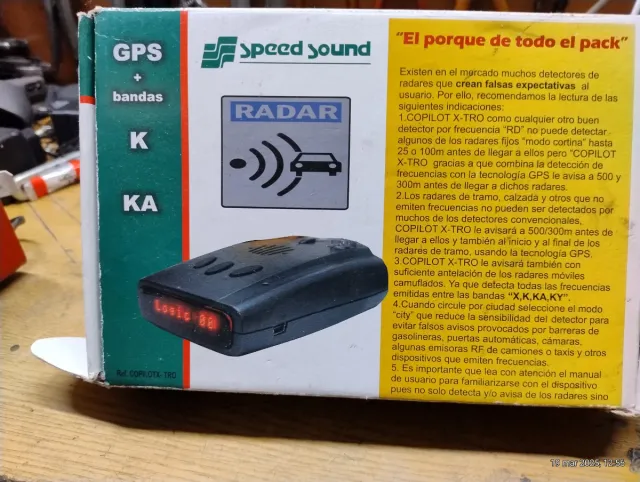 GPS
+
bandas
K
KA
Ref. COPILOTX-TRO
speed sound
RADAR
Logic 82
"El porque de todo el pack"
Existen en el mercado muchos detectores de
radares que crean falsas expectativas al
usuario. Por ello, recomendamos la lectura de las
siguientes indicaciones:
1.COPILOT X-TRO como cualquier otro buen
detector por frecuencia "RD" no puede detectar
algunos de los radares fijos "modo cortina" hasta
25 o 100m antes de llegar a ellos pero "COPILOT
X-TRO gracias a que combina la detección de
frecuencias con la tecnología GPS le avisa a 500 y
300m antes de llegar a dichos radares.
2.Los radares de tramo, calzada y otros que no
emiten frecuencias no pueden ser detectados por
muchos de los detectores convencionales,
COPILOT X-TRO le avisará a 500/300m antes de
llegar a ellos y también al inicio y al final de los
radares de tramo, usando la tecnología GPS.
3.COPILOT X-TRO le avisará también con
suficiente antelación de los radares móviles
camuflados. Ya que detecta todas las frecuencias
emitidas entre las bandas "X,K,KA,KY".
4.Cuando circule por ciudad seleccione el modo
"city" que reduce la sensibilidad del detector para
evitar falsos avisos provocados por barreras de
gasolineras, puertas automáticas, cámaras,
algunas emisoras RF de camiones o taxis y otros
dispositivos que emiten frecuencias.
5. Es importante que lea con atención el manual
de usuario para familiarizarse con el dispositivo
pues no solo detecta y/o avisa de los radares sino
19 mar 2025, 12:55